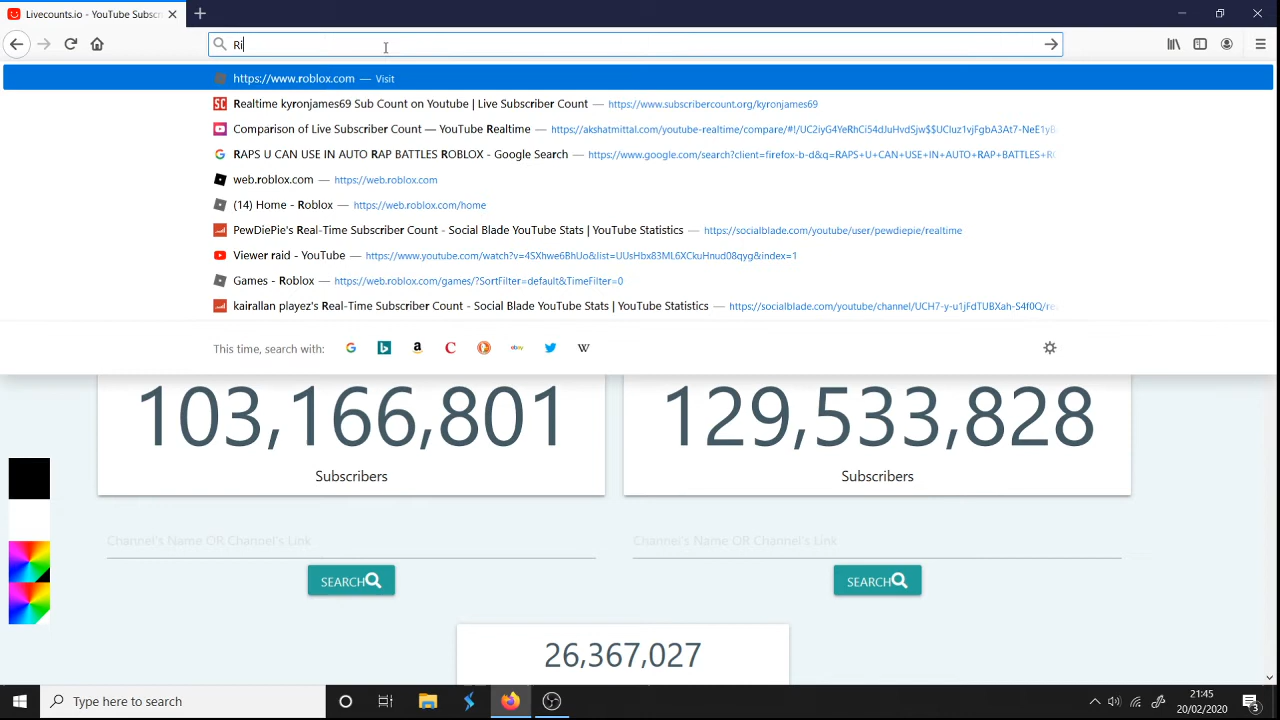 Livecounts.io - YouTube Subscr
Ri
https://www.roblox.com — Visit
Realtime kyronjames69 Sub Count on Youtube | Live Subscriber Count — https://www.subscribercount.org/kyronjames69
Comparison of Live Subscriber Count — YouTube Realtime — https://akshatmittal.com/youtube-realtime/compare/#!/UC2iyG4YeRhCi54dJuHvdSjw$$UCIuz1vjFgbA3At7-NeE1yB
RAPS U CAN USE IN AUTO RAP BATTLES ROBLOX - Google Search — https://www.google.com/search?client=firefox-b-d&q=RAPS+U+CAN+USE+IN+AUTO+RAP+BATTLES+RO
web.roblox.com — https://web.roblox.com
(14) Home - Roblox — https://web.roblox.com/home
PewDiePie's Real-Time Subscriber Count - Social Blade YouTube Stats | YouTube Statistics — https://socialblade.com/youtube/user/pewdiepie/realtime
Viewer raid - YouTube — https://www.youtube.com/watch?v=4SXhwe6BhUo&list=UUsHbx83ML6XCkuHnud08qyg&index=1
Games - Roblox — https://web.roblox.com/games/?SortFilter=default&TimeFilter=0
kairallan playez's Real-Time Subscriber Count - Social Blade YouTube Stats | YouTube Statistics — https://socialblade.com/youtube/channel/UCH7-y-u1jFdTUBXah-S4f0Q/re
This time, search with:
103,166,801 129,533,828
Subscribers Subscribers
Channel's Name OR Channel's Link Channel's Name OR Channel's Link
SEARCH SEARCH
26,367,027
Type here to search
21:45
20/02/2020
3